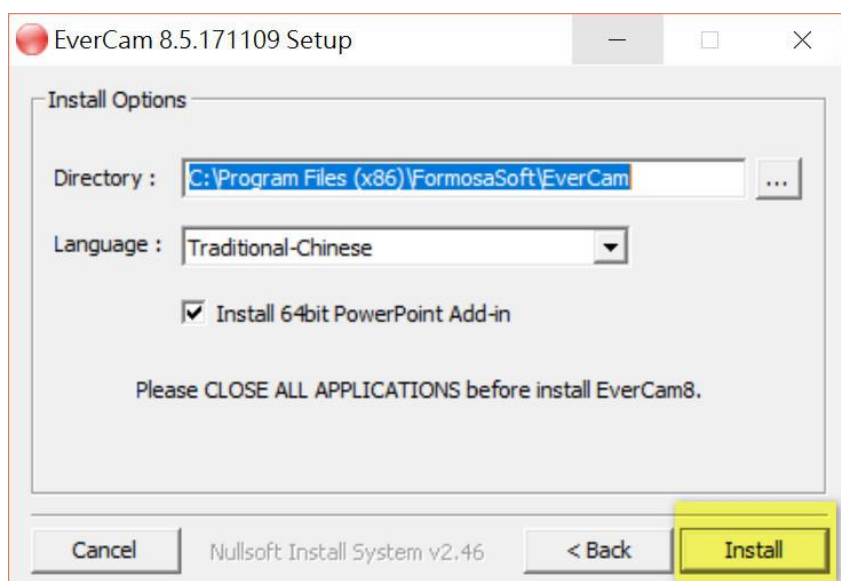 EverCam 8.5.171109 Setup
Install Options
Directory : C:\Program Files (x86)\FormosaSoft\EverCam ...
Language : Traditional-Chinese
Install 64bit PowerPoint Add-in
Please CLOSE ALL APPLICATIONS before install EverCam8.
Cancel Nullsoft Install System v2.46 < Back Install